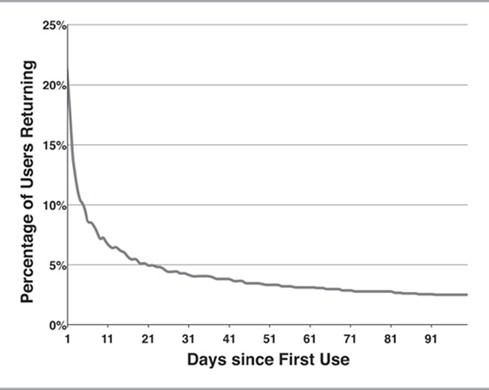 25%
20%
15%
10%
5%
0%
1 11 21 31 41 51 61 71 81 91
Percentage of Users Returning
Days since First Use